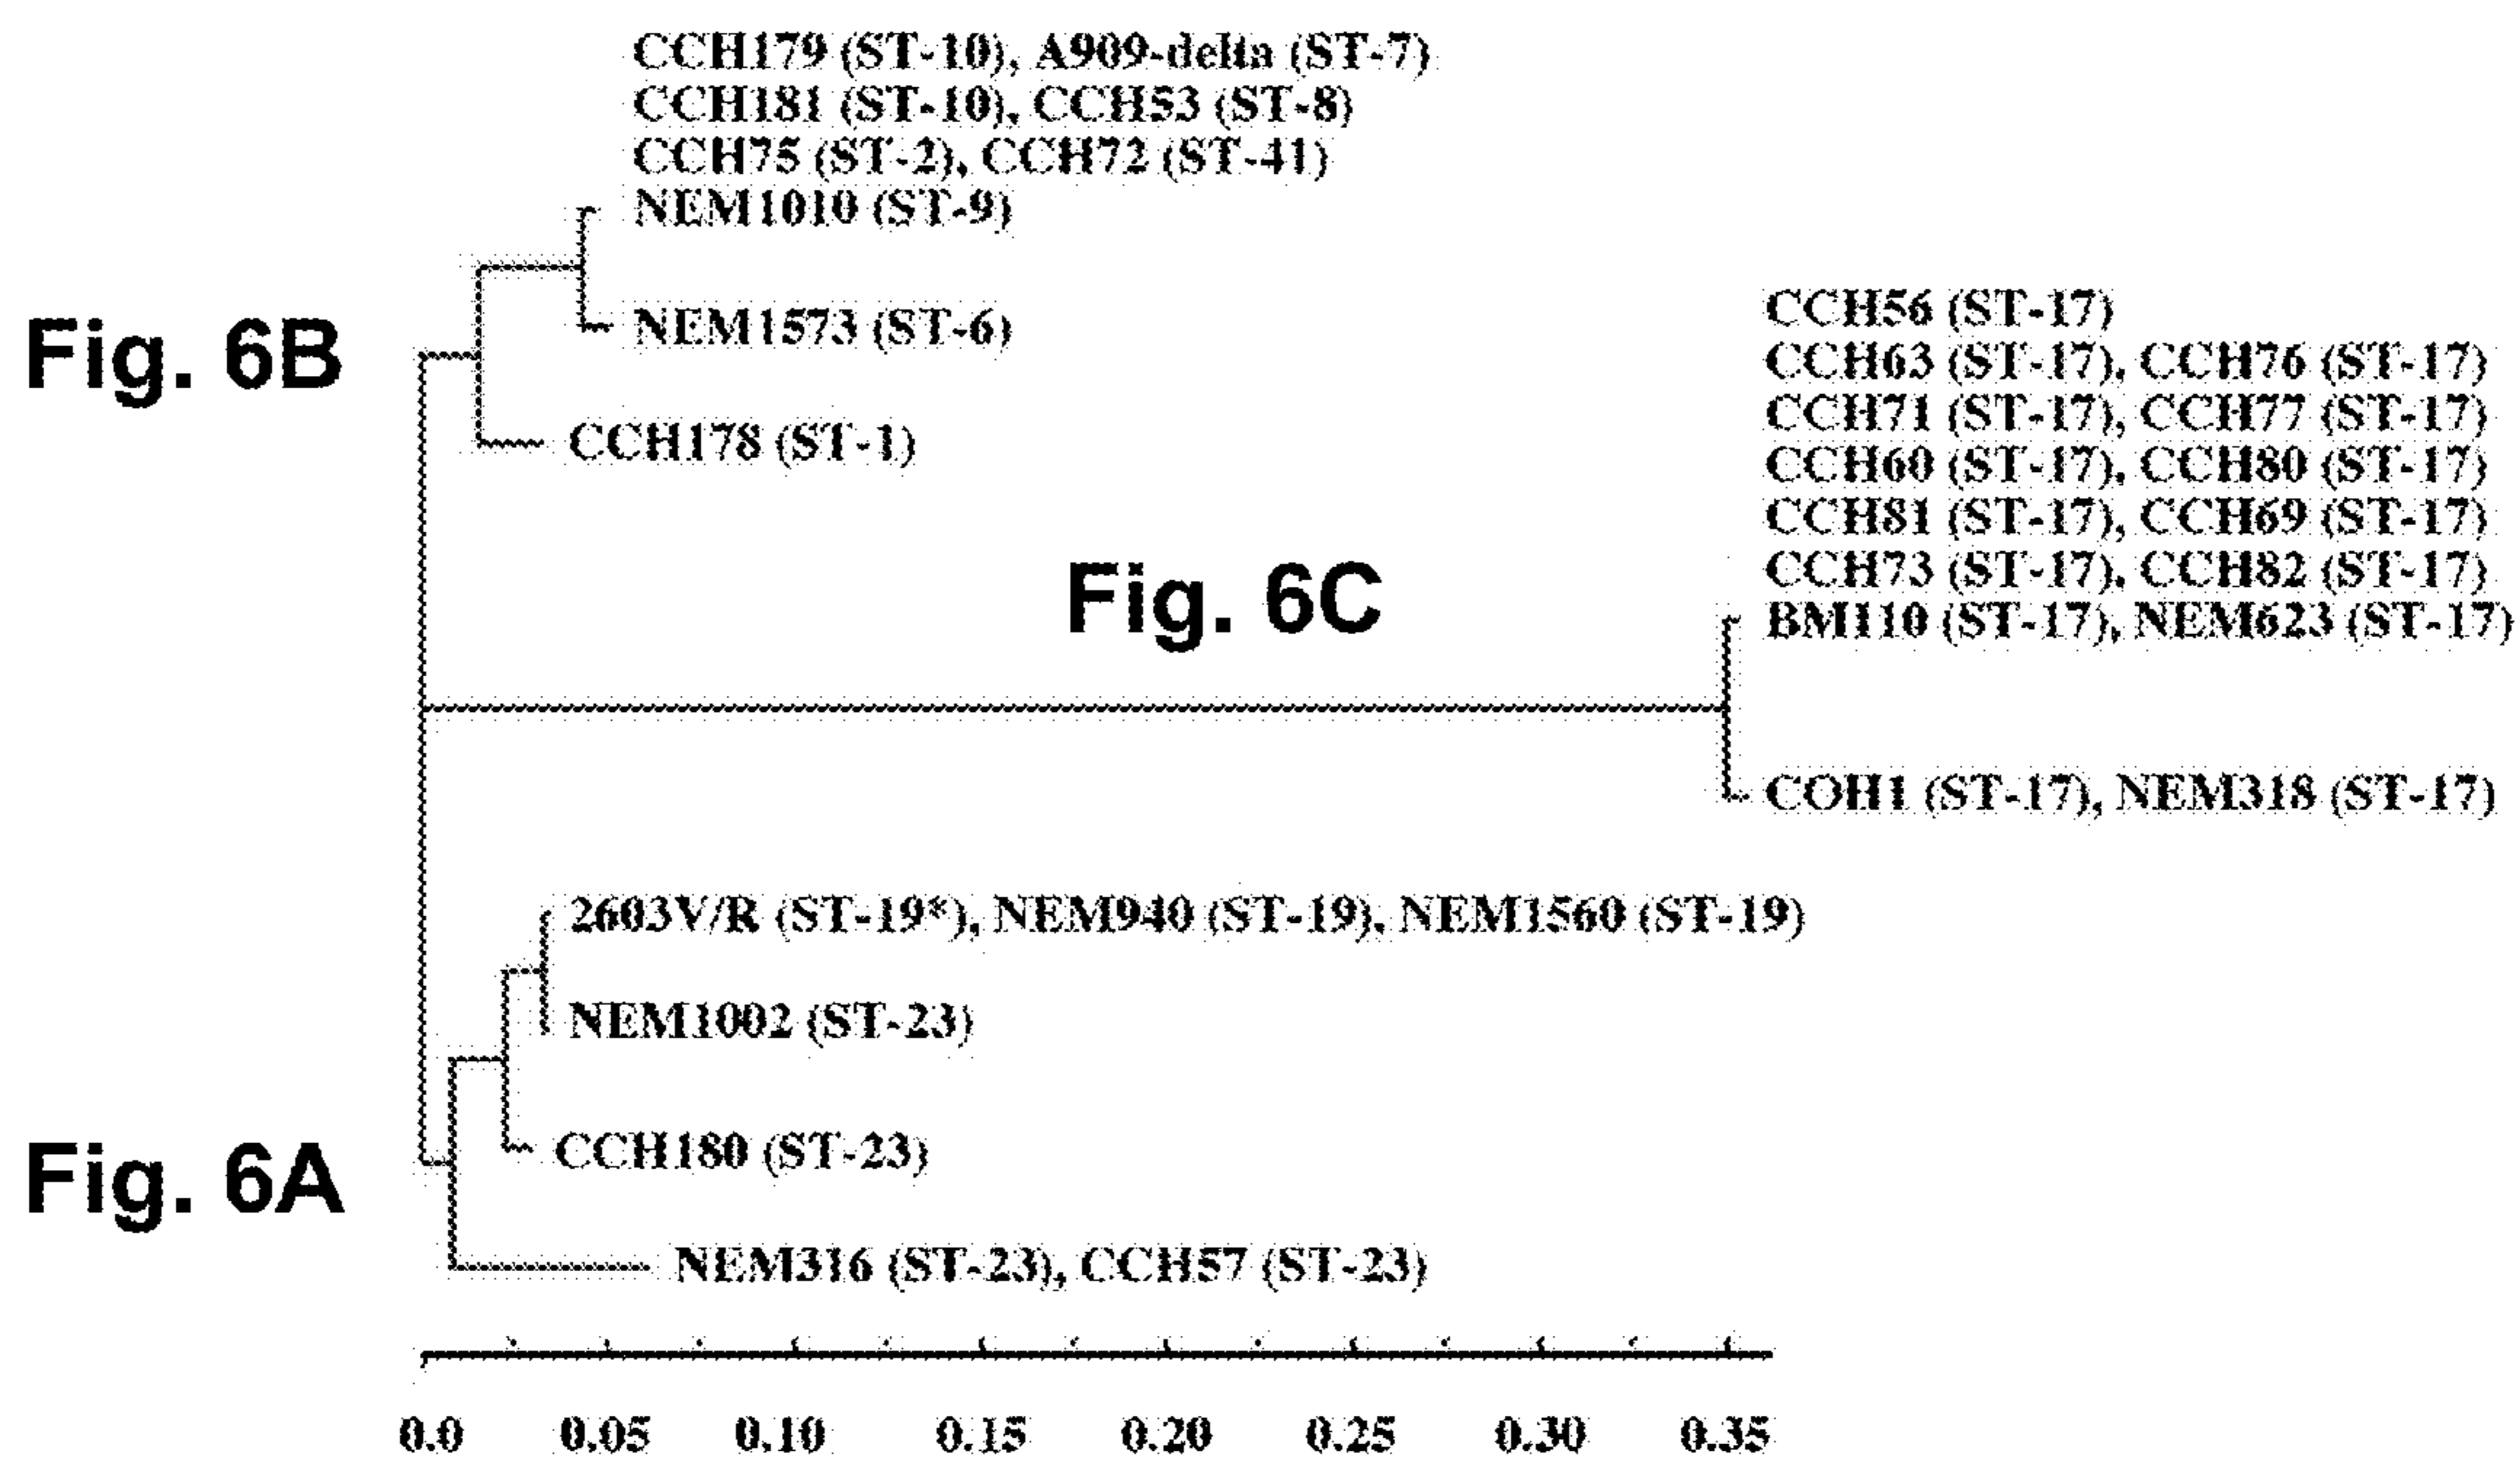 CCH179 (ST-10), A909-delta (ST-7)
CCH181 (ST-10), CCH53 (ST-8)
CCH75 (ST-2), CCH72 (ST-41)
NEM1010 (ST-9)
NEM1573 (ST-6)
Fig. 6B
CCH178 (ST-1)
CCH56 (ST-17)
CCH63 (ST-17), CCH76 (ST-17)
CCH71 (ST-17), CCH77 (ST-17)
CCH60 (ST-17), CCH80 (ST-17)
CCH81 (ST-17), CCH69 (ST-17)
CCH73 (ST-17), CCH82 (ST-17)
Fig. 6C
BM110 (ST-17), NEM623 (ST-17)
COH1 (ST-17), NEM318 (ST-17)
2603V/R (ST-19*), NEM940 (ST-19), NEM1560 (ST-19)
NEM1002 (ST-23)
CCH180 (ST-23)
Fig. 6A
NEM316 (ST-23), CCH57 (ST-23)
0.0 0.05 0.10 0.15 0.20 0.25 0.30 0.35